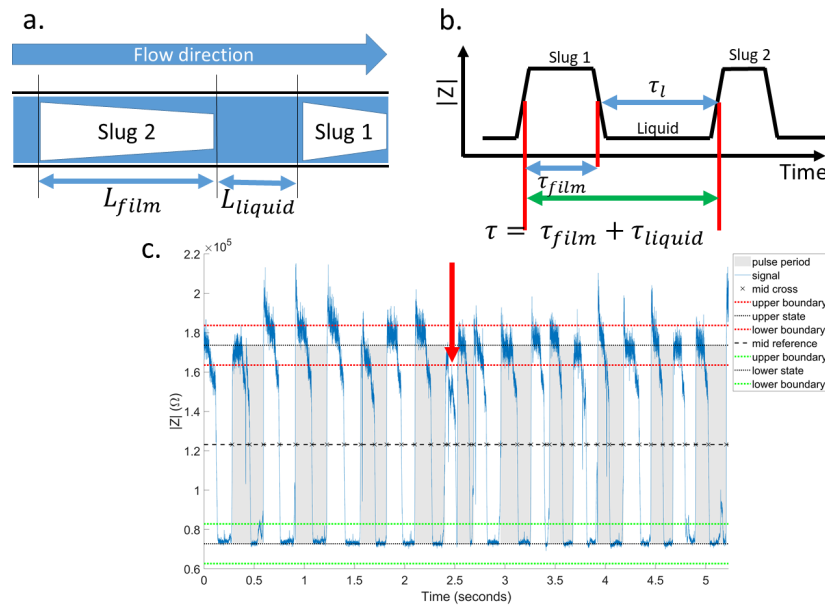 a.
Flow direction
Slug 2
Slug 1
L_film
L_liquid
b.
|Z|
Slug 1
Slug 2
τ_l
Liquid
Time
τ_film
τ = τ_film + τ_liquid
c.
×10⁵
2.2
2
1.8
1.6
1.4
1.2
1
0.8
0.6
|Z| (Ω)
0
0.5
1
1.5
2
2.5
3
3.5
4
4.5
5
Time (seconds)
pulse period
signal
mid cross
upper boundary
upper state
lower boundary
mid reference
upper boundary
lower state
lower boundary